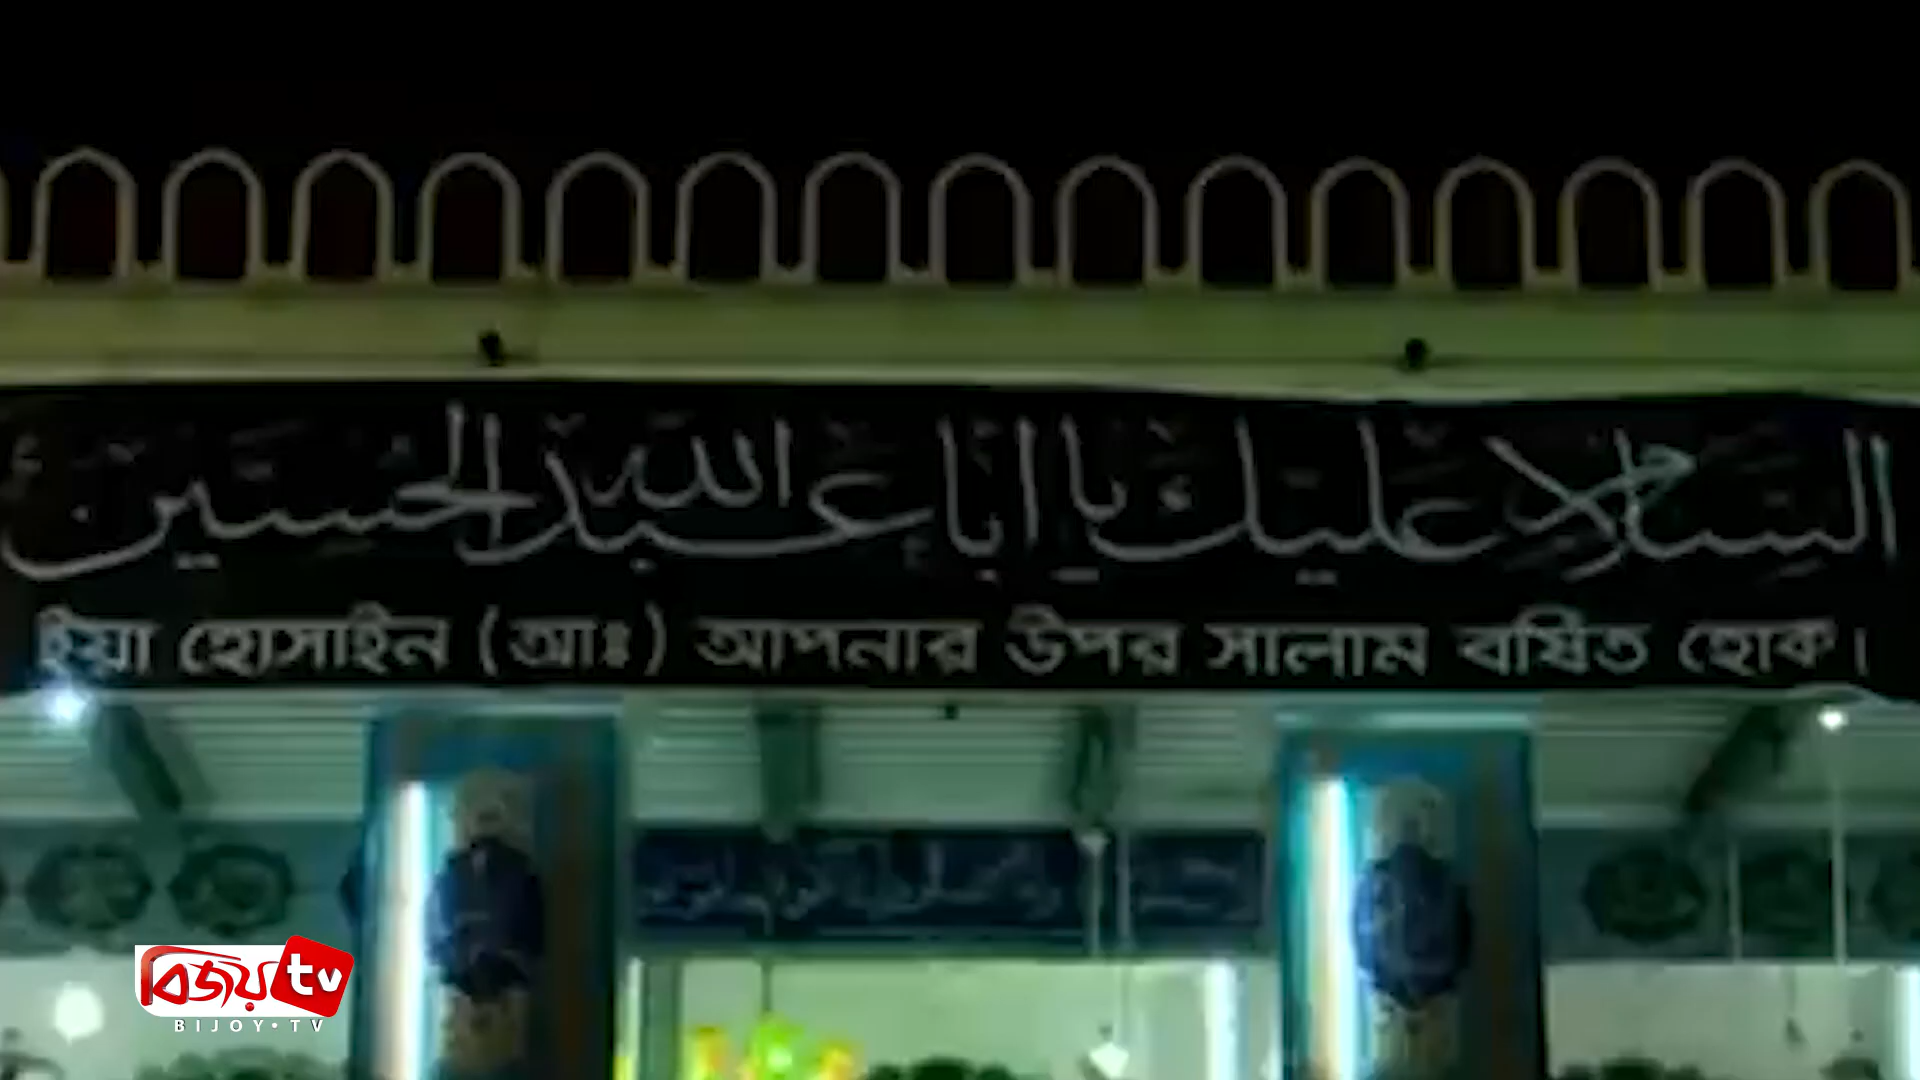 السلام عليك يا ابا عبد الله الحسين
ইয়া হোসাইন (আঃ) আপনার উপর সালাম বর্ষিত হোক।
বিজয় tv
BIJOY•TV